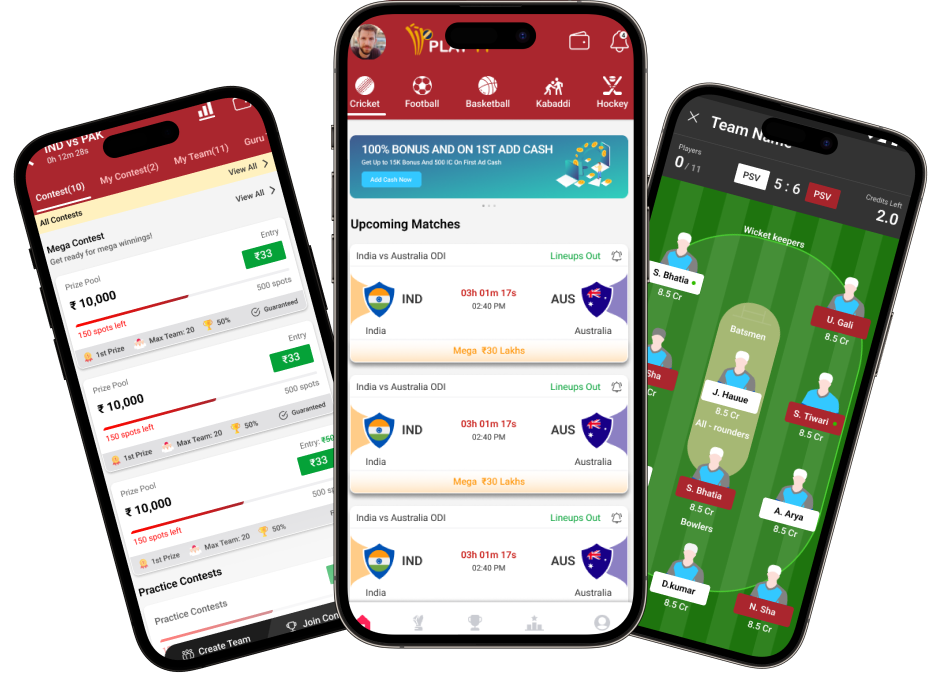 IND vs PAK
0h 12m 28s
Contest(10)
My Contest(2)
My Team(11)
Guru
All Contests
View All
Mega Contest
View All
Get ready for mega winnings!
Prize Pool
Entry
₹ 10,000
₹33
150 spots left
500 spots
1st Prize
Max Team: 20
50%
Guaranteed
Prize Pool
Entry
₹ 10,000
₹33
150 spots left
500 spots
1st Prize
Max Team: 20
50%
Guaranteed
Prize Pool
Entry:
₹ 10,000
₹33
150 spots left
1st Prize
Max Team: 20
50%
Practice Contests
Practice Contests
Create Team
Join
4
Cricket
Football
Basketball
Kabaddi
Hockey
100% BONUS AND ON 1ST ADD CASH
Get Up to 15K Bonus And 500 IC On First Ad Cash
Add Cash Now
Upcoming Matches
India vs Australia ODI
Lineups Out
IND
03h 01m 17s
AUS
02:40 PM
India
Australia
Mega ₹30 Lakhs
India vs Australia ODI
Lineups Out
IND
03h 01m 17s
AUS
02:40 PM
India
Australia
Mega ₹30 Lakhs
India vs Australia ODI
Lineups Out
IND
03h 01m 17s
AUS
02:40 PM
India
Australia
Team Name
Players
0 / 11
PSV
5 : 6
PSV
Credits Left
2.0
Wicket keepers
S. Bhatia
8.5 Cr
U. Gali
8.5 Cr
Batsmen
Sha
Cr
J. Hauue
8.5 Cr
S. Tiwari
8.5 Cr
All - rounders
S. Bhatia
8.5 Cr
A. Arya
8.5 Cr
Bowlers
D.kumar
8.5 Cr
N. Sha
8.5 Cr